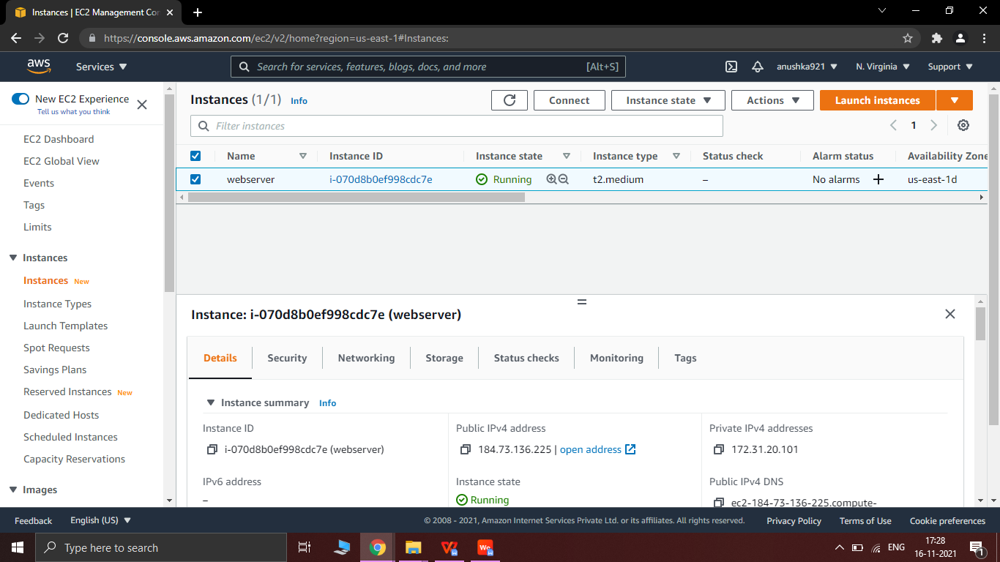 Instances | EC2 Management Con
https://console.aws.amazon.com/ec2/v2/home?region=us-east-1#Instances:
aws
Services
Search for services, features, blogs, docs, and more
[Alt+S]
anushka921
N. Virginia
Support
New EC2 Experience
Tell us what you think
EC2 Dashboard
EC2 Global View
Events
Tags
Limits
Instances
Instances New
Instance Types
Launch Templates
Spot Requests
Savings Plans
Reserved Instances New
Dedicated Hosts
Scheduled Instances
Capacity Reservations
Images
Instances (1/1) Info
Connect
Instance state
Actions
Launch instances
Filter instances
1
Name
Instance ID
Instance state
Instance type
Status check
Alarm status
Availability Zone
webserver
i-070d8b0ef998cdc7e
Running
t2.medium
–
No alarms +
us-east-1d
Instance: i-070d8b0ef998cdc7e (webserver)
Details
Security
Networking
Storage
Status checks
Monitoring
Tags
Instance summary Info
Instance ID
i-070d8b0ef998cdc7e (webserver)
Public IPv4 address
184.73.136.225 | open address
Private IPv4 addresses
172.31.20.101
IPv6 address
–
Instance state
Running
Public IPv4 DNS
ec2-184-73-136-225.compute-
Feedback
English (US)
© 2008 - 2021, Amazon Internet Services Private Ltd. or its affiliates. All rights reserved.
Privacy Policy
Terms of Use
Cookie preferences
Type here to search
ENG
17:28
16-11-2021
1